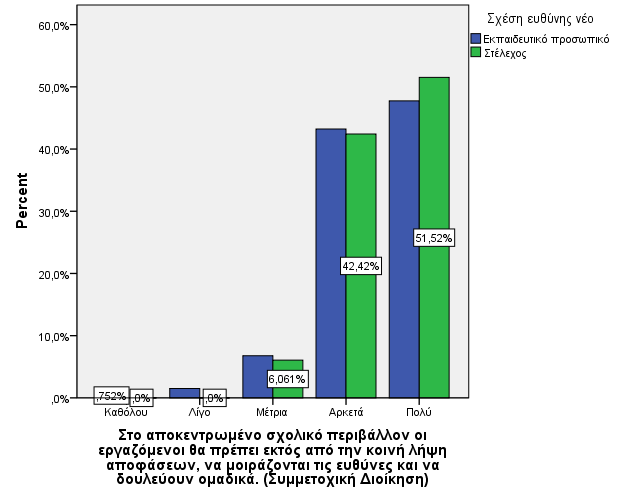 Σχέση ευθύνης νέο
Εκπαιδευτικό προσωπικό
Στέλεχος
60,0%
50,0%
40,0%
30,0%
20,0%
10,0%
,0%
Percent
,752%
,0%
,0%
6,061%
42,42%
51,52%
Καθόλου Λίγο Μέτρια Αρκετά Πολύ
Στο αποκεντρωμένο σχολικό περιβάλλον οι
εργαζόμενοι θα πρέπει εκτός από την κοινή λήψη
αποφάσεων, να μοιράζονται τις ευθύνες και να
δουλεύουν ομαδικά. (Συμμετοχική Διοίκηση)